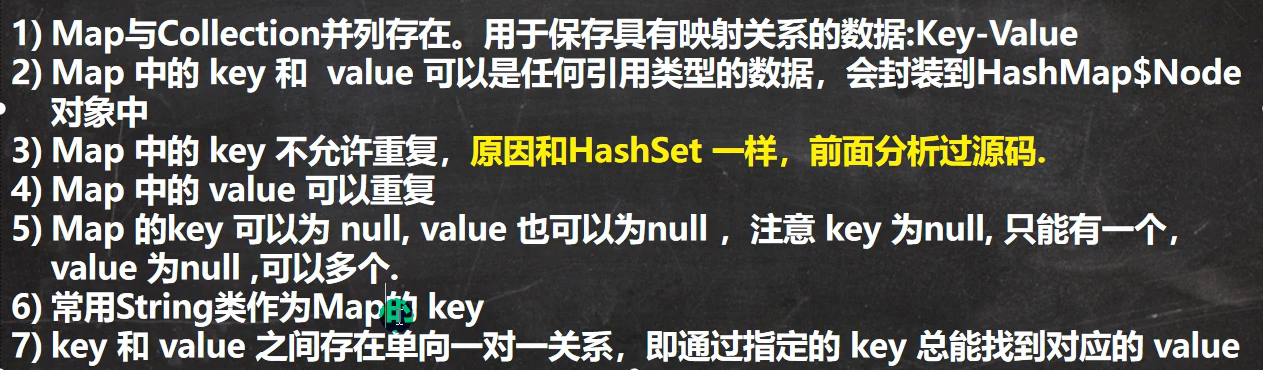 1) Map与Collection并列存在。用于保存具有映射关系的数据:Key-Value
2) Map 中的 key 和 value 可以是任何引用类型的数据，会封装到HashMap$Node
对象中
3) Map 中的 key 不允许重复，原因和HashSet 一样，前面分析过源码.
4) Map 中的 value 可以重复
5) Map 的key 可以为 null, value 也可以为null ，注意 key 为null, 只能有一个，
value 为null ,可以多个.
6) 常用String类作为Map的 key
7) key 和 value 之间存在单向一对一关系，即通过指定的 key 总能找到对应的 value